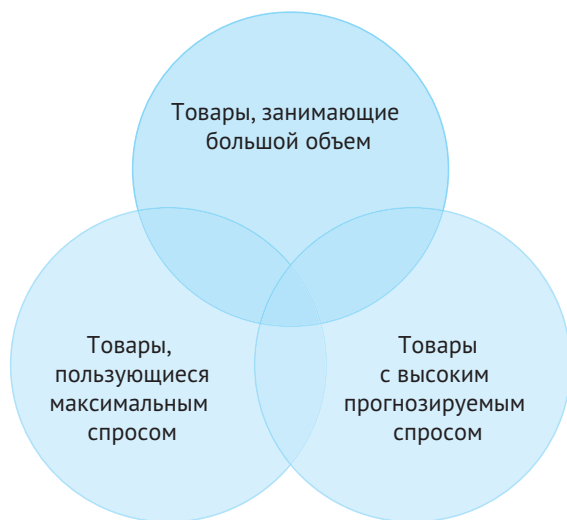 Товары, занимающие
большой объем
Товары,
пользующиеся
максимальным
спросом
Товары
с высоким
прогнозируемым
спросом